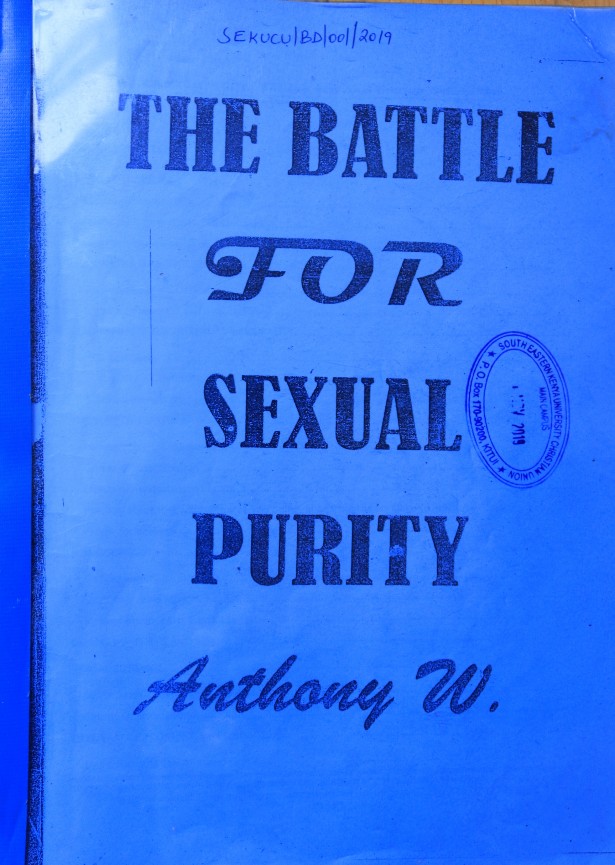 SEKUCU/BD/001/2019
THE BATTLE
FOR
SEXUAL
PURITY
Anthony W.
SOUTH EASTERN KENYA UNIVERSITY CHRISTIAN UNION
MAIN CAMPUS
2019
★ P. O. Box 170-90200, KITUI ★